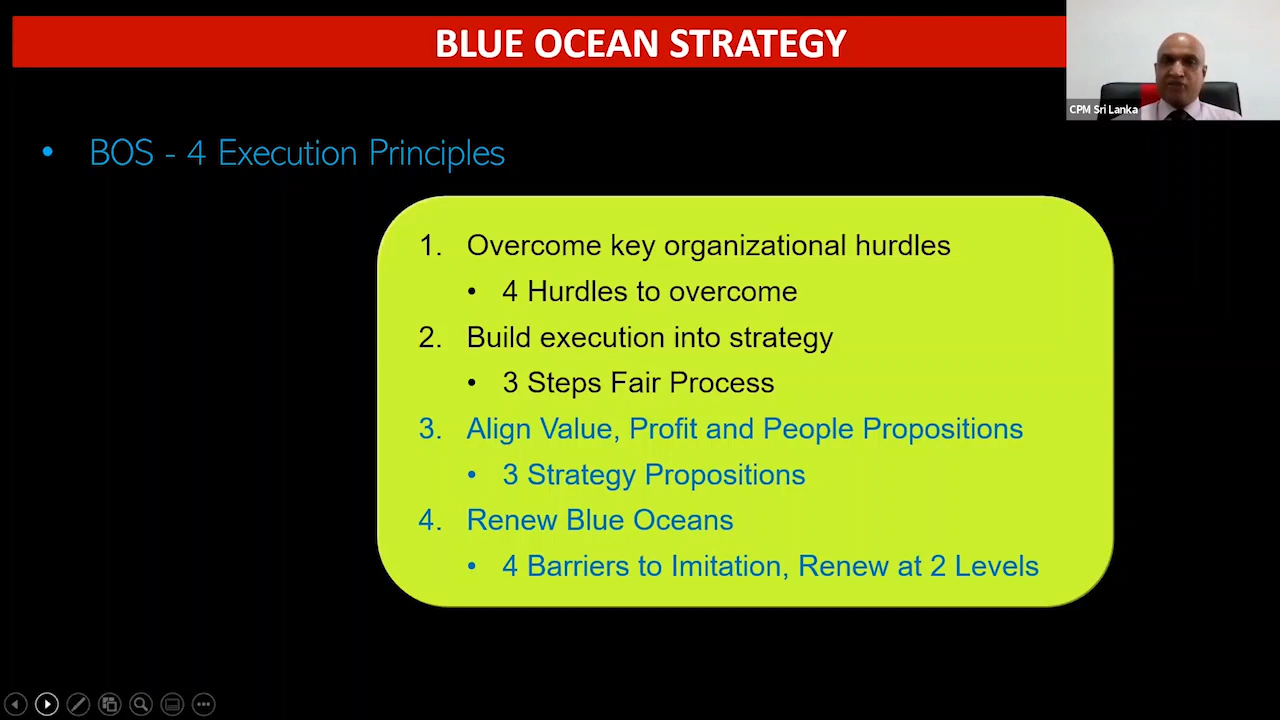 BLUE OCEAN STRATEGY
CPM Sri Lanka
• BOS - 4 Execution Principles
1. Overcome key organizational hurdles
• 4 Hurdles to overcome
2. Build execution into strategy
• 3 Steps Fair Process
3. Align Value, Profit and People Propositions
• 3 Strategy Propositions
4. Renew Blue Oceans
• 4 Barriers to Imitation, Renew at 2 Levels